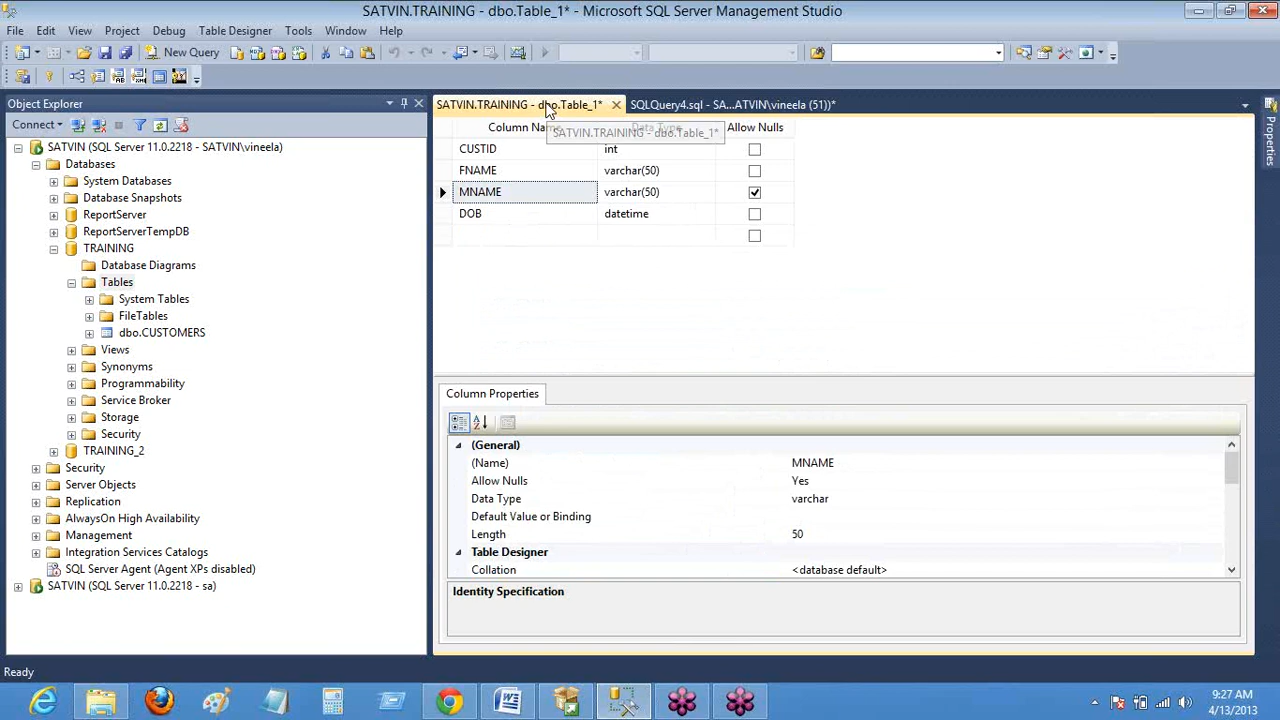 SATVIN.TRAINING - dbo.Table_1* - Microsoft SQL Server Management Studio
File Edit View Project Debug Table Designer Tools Window Help
New Query
Object Explorer
Connect
SATVIN (SQL Server 11.0.2218 - SATVIN\vineela)
Databases
System Databases
Database Snapshots
ReportServer
ReportServerTempDB
TRAINING
Database Diagrams
Tables
System Tables
FileTables
dbo.CUSTOMERS
Views
Synonyms
Programmability
Service Broker
Storage
Security
TRAINING_2
Security
Server Objects
Replication
AlwaysOn High Availability
Management
Integration Services Catalogs
SQL Server Agent (Agent XPs disabled)
SATVIN (SQL Server 11.0.2218 - sa)
SATVIN.TRAINING - dbo.Table_1* SQLQuery4.sql - SA...ATVIN\vineela (51))*
Column Name Data Type Allow Nulls
SATVIN.TRAINING - dbo.Table_1*
CUSTID int
FNAME varchar(50)
MNAME varchar(50)
DOB datetime
Column Properties
(General)
(Name) MNAME
Allow Nulls Yes
Data Type varchar
Default Value or Binding
Length 50
Table Designer
Collation <database default>
Identity Specification
Properties
Ready
9:27 AM
4/13/2013